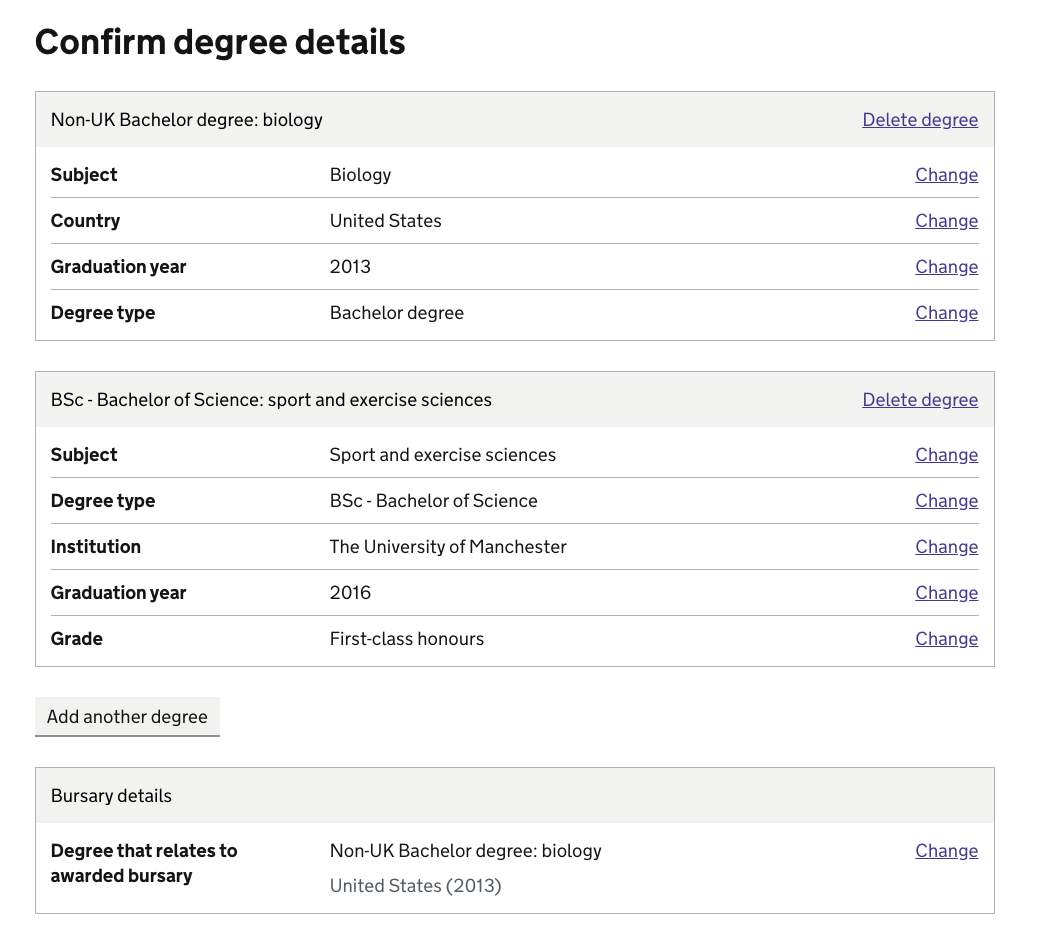 Confirm degree details
Non-UK Bachelor degree: biology Delete degree
Subject Biology Change
Country United States Change
Graduation year 2013 Change
Degree type Bachelor degree Change
BSc - Bachelor of Science: sport and exercise sciences Delete degree
Subject Sport and exercise sciences Change
Degree type BSc - Bachelor of Science Change
Institution The University of Manchester Change
Graduation year 2016 Change
Grade First-class honours Change
Add another degree
Bursary details
Degree that relates to Non-UK Bachelor degree: biology Change
awarded bursary
United States (2013)